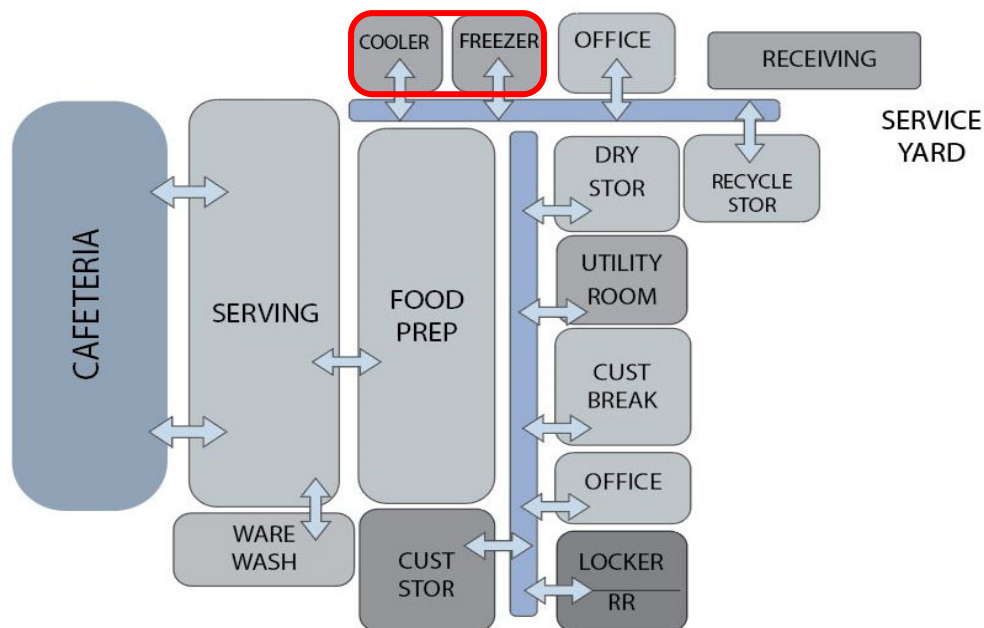 COOLER
FREEZER
OFFICE
RECEIVING
SERVICE
YARD
DRY
STOR
RECYCLE
STOR
UTILITY
ROOM
CAFETERIA
SERVING
FOOD
PREP
CUST
BREAK
OFFICE
WARE
WASH
CUST
STOR
LOCKER
RR